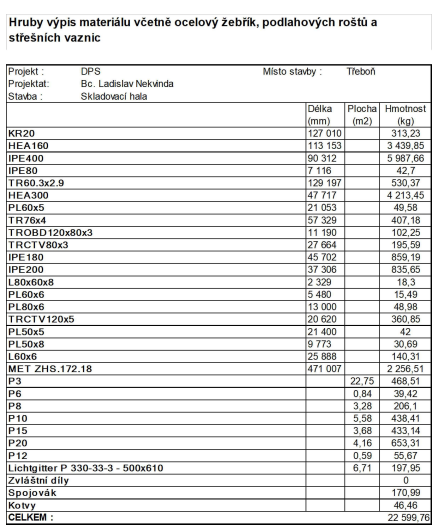 Hruby výpis materiálu včetně ocelový žebřík, podlahových roštů a
střešních vaznic
Projekt : DPS Místo stavby : Třeboň
Projektat: Bc. Ladislav Nekvinda
Stavba : Skladovací hala
Délka Plocha Hmotnost
(mm) (m2) (kg)
KR20 127 010 313,23
HEA160 113 153 3 439,85
IPE400 90 312 5 987,66
IPE80 7 116 42,7
TR60.3x2.9 129 197 530,37
HEA300 47 717 4 213,45
PL60x5 21 053 49,58
TR76x4 57 329 407,18
TROBD120x80x3 11 190 102,25
TRCTV80x3 27 664 195,59
IPE180 45 702 859,19
IPE200 37 306 835,65
L80x60x8 2 329 18,3
PL60x6 5 480 15,49
PL80x6 13 000 48,98
TRCTV120x5 20 620 360,85
PL50x5 21 400 42
PL50x8 9 773 30,69
L60x6 25 888 140,31
MET ZHS.172.18 471 007 2 256,51
P3 22,75 468,51
P6 0,84 39,42
P8 3,28 206,1
P10 5,58 438,41
P15 3,68 433,14
P20 4,16 653,31
P12 0,59 55,67
Lichtgitter P 330-33-3 - 500x610 6,71 197,95
Zvláštní díly 0
Spojovák 170,99
Kotvy 46,46
CELKEM : 22 599,76